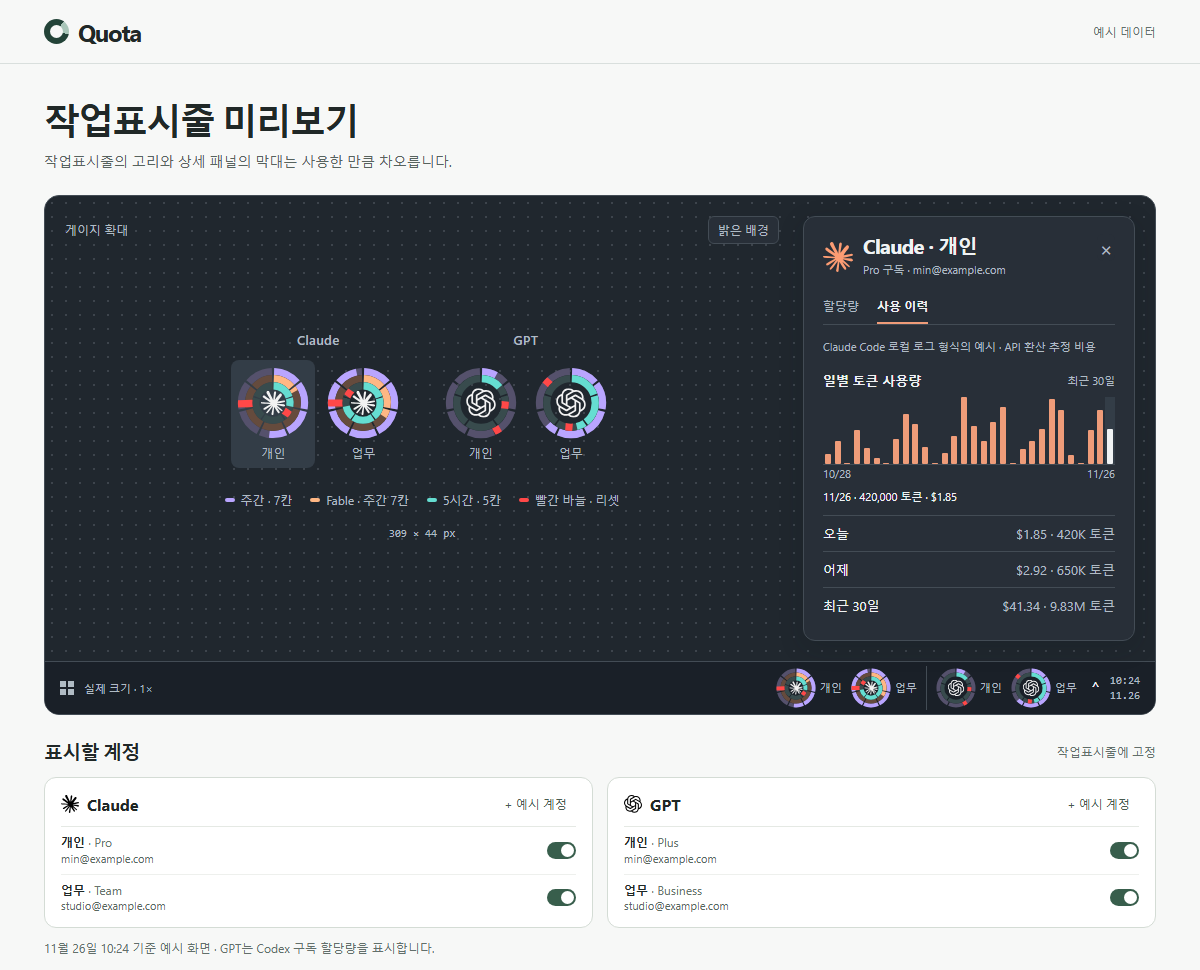 Quota
예시 데이터
작업표시줄 미리보기
작업표시줄의 고리와 상세 패널의 막대는 사용한 만큼 차오릅니다.
게이지 확대
밝은 배경
Claude
GPT
개인
업무
개인
업무
주간 · 7칸
Fable · 주간 7칸
5시간 · 5칸
빨간 바늘 · 리셋
309 × 44 px
Claude · 개인
×
Pro 구독 · min@example.com
할당량
사용 이력
Claude Code 로컬 로그 형식의 예시 · API 환산 추정 비용
일별 토큰 사용량
최근 30일
10/28
11/26
11/26 · 420,000 토큰 · $1.85
오늘
$1.85 · 420K 토큰
어제
$2.92 · 650K 토큰
최근 30일
$41.34 · 9.83M 토큰
실제 크기 · 1×
개인
업무
개인
업무
^
10:24
11.26
표시할 계정
작업표시줄에 고정
Claude
+ 예시 계정
개인 · Pro
min@example.com
업무 · Team
studio@example.com
GPT
+ 예시 계정
개인 · Plus
min@example.com
업무 · Business
studio@example.com
11월 26일 10:24 기준 예시 화면 · GPT는 Codex 구독 할당량을 표시합니다.